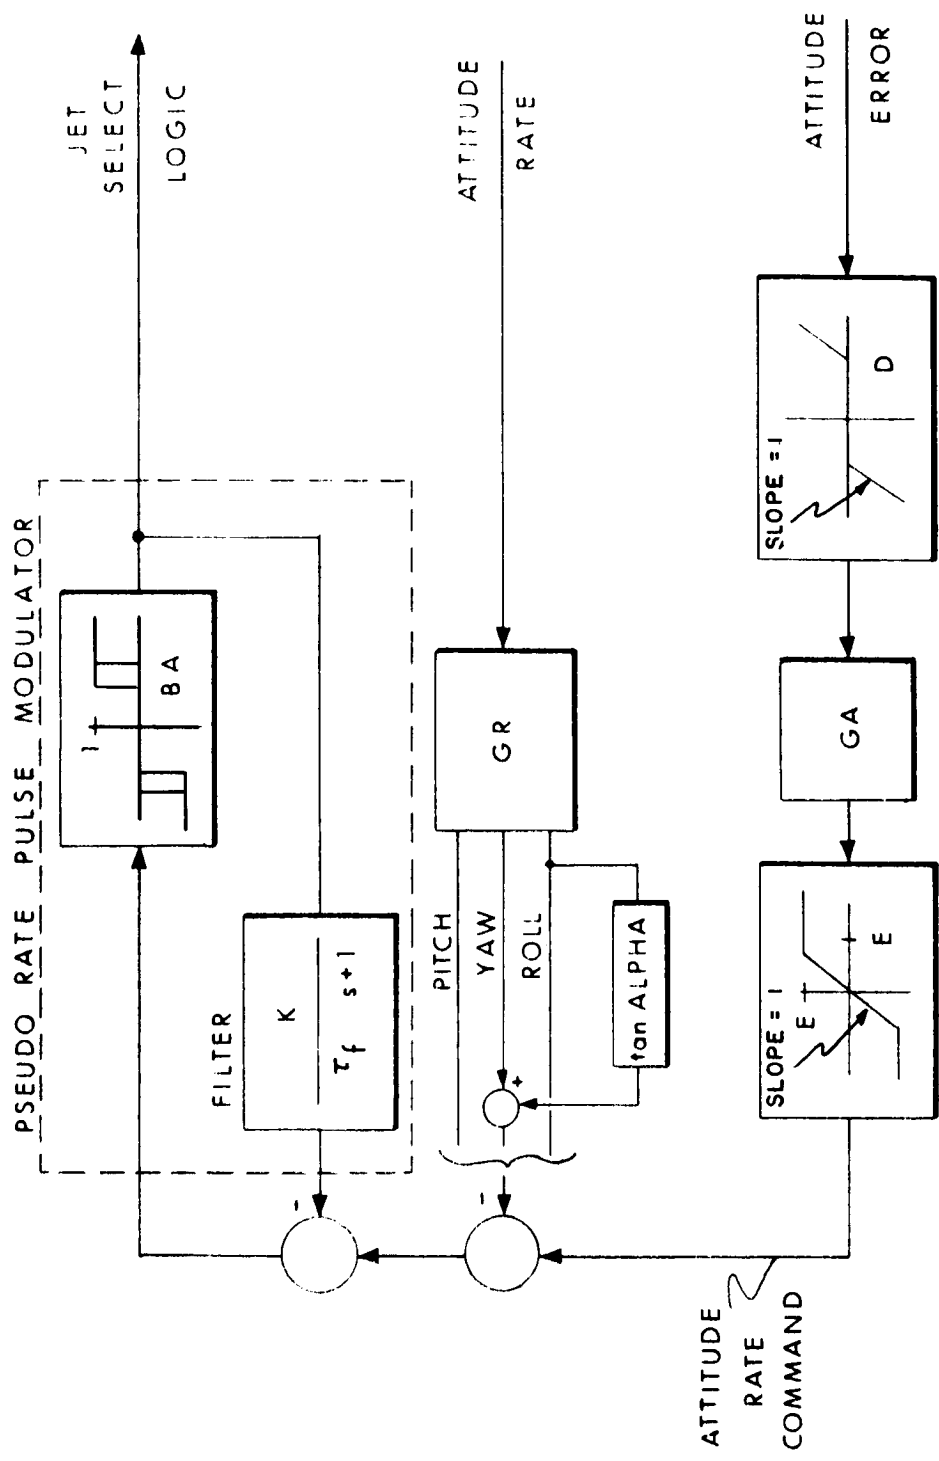 PSEUDO RATE PULSE MODULATOR
1
BA
JET
SELECT
LOGIC
FILTER
K
τf s+1
-
-
PITCH
YAW
ROLL
+
GR
ATTITUDE
RATE
tan ALPHA
ATTITUDE
RATE
COMMAND
SLOPE = 1
E
E
GA
SLOPE = 1
D
ATTITUDE
ERROR